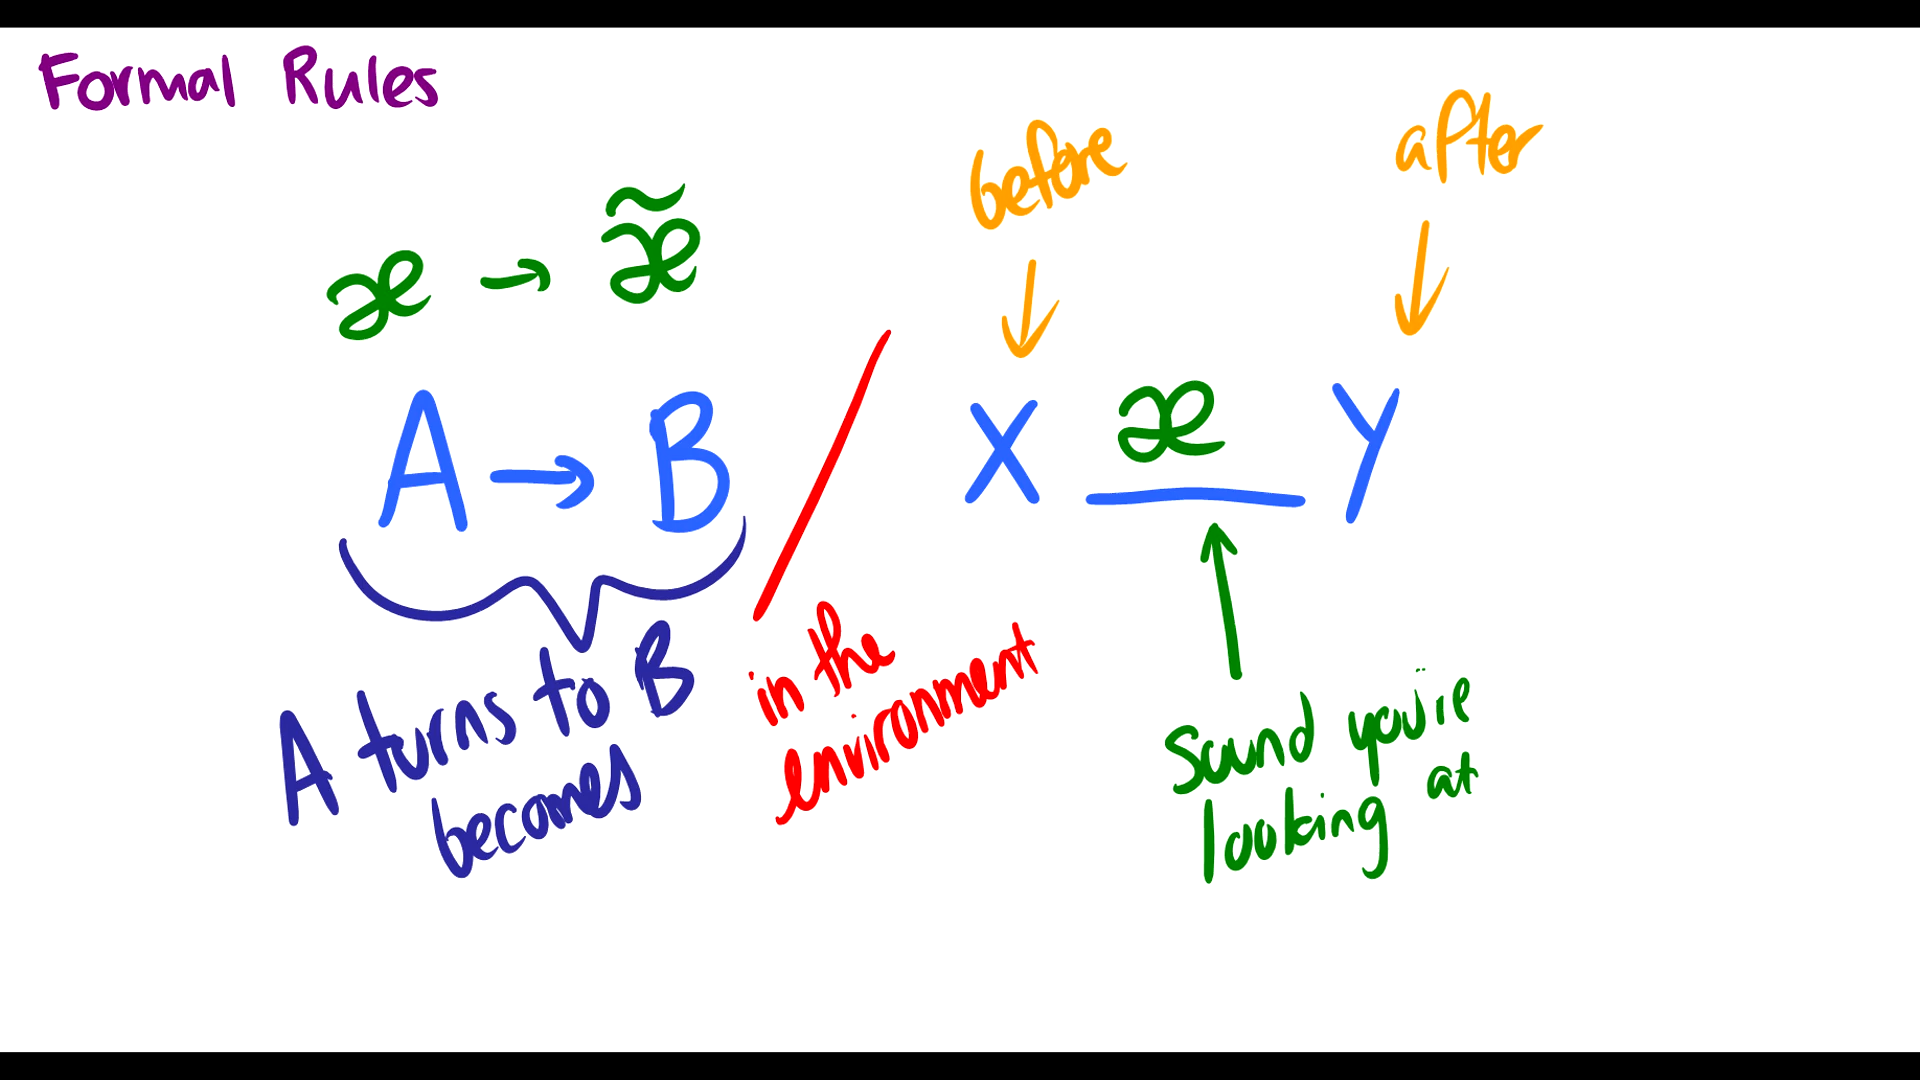 Formal Rules
before
after
æ → æ̃
A → B / X æ Y
A turns to B
becomes
in the
environment
Sound you're
looking at